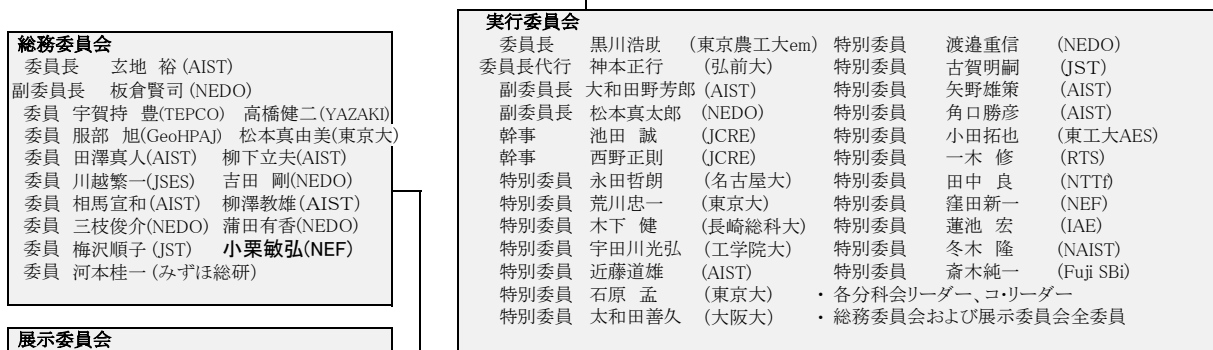 総務委員会
委員長 玄地 裕 (AIST)
副委員長 板倉賢司 (NEDO)
委員 宇賀持 豊(TEPCO) 高橋健二(YAZAKI)
委員 服部 旭(GeoHPAJ) 松本真由美(東京大)
委員 田澤真人(AIST) 柳下立夫(AIST)
委員 川越繁一(JSES) 吉田 剛(NEDO)
委員 相馬宣和(AIST) 柳澤教雄(AIST)
委員 三枝俊介(NEDO) 蒲田有香(NEDO)
委員 梅沢順子(JST) 小栗敏弘(NEF)
委員 河本桂一 (みずほ総研)
展示委員会
実行委員会
委員長 黒川浩助 (東京農工大em) 特別委員 渡邉重信 (NEDO)
委員長代行 神本正行 (弘前大) 特別委員 古賀明嗣 (JST)
副委員長 大和田野芳郎 (AIST) 特別委員 矢野雄策 (AIST)
副委員長 松本真太郎 (NEDO) 特別委員 角口勝彦 (AIST)
幹事 池田 誠 (JCRE) 特別委員 小田拓也 (東工大AES)
幹事 西野正則 (JCRE) 特別委員 一木 修 (RTS)
特別委員 永田哲朗 (名古屋大) 特別委員 田中 良 (NTTf)
特別委員 荒川忠一 (東京大) 特別委員 窪田新一 (NEF)
特別委員 木下 健 (長崎総科大) 特別委員 蓮池 宏 (IAE)
特別委員 宇田川光弘 (工学院大) 特別委員 冬木 隆 (NAIST)
特別委員 近藤道雄 (AIST) 特別委員 斎木純一 (Fuji SBi)
特別委員 石原 孟 (東京大) ・ 各分科会リーダー、コ・リーダー
特別委員 太和田善久 (大阪大) ・ 総務委員会および展示委員会全委員